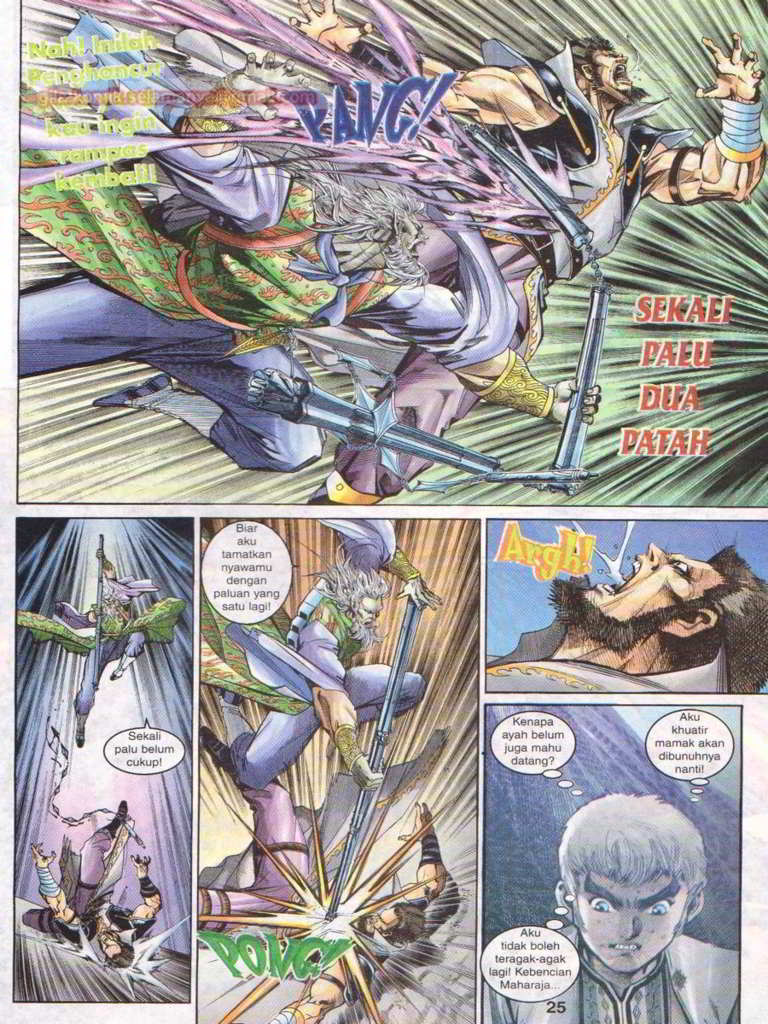 Nah! Inilah
Penghancur
kau ingin
rampas
kembali!
PANG!
SEKALI
PALU
DUA
PATAH
Sekali
palu belum
cukup!
Biar
aku
tamatkan
nyawamu
dengan
paluan yang
satu lagi!
PONG!
Argh!
Kenapa
ayah belum
juga mahu
datang?
Aku
khuatir
mamak akan
dibunuhnya
nanti!
Aku
tidak boleh
teragak-agak
lagi! Kebencian
Maharaja...
25